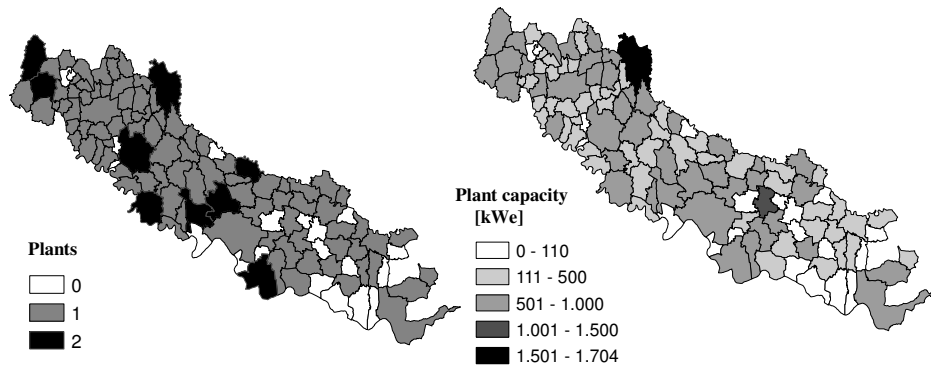 Plants
0
1
2
Plant capacity
[kWe]
0 - 110
111 - 500
501 - 1.000
1.001 - 1.500
1.501 - 1.704